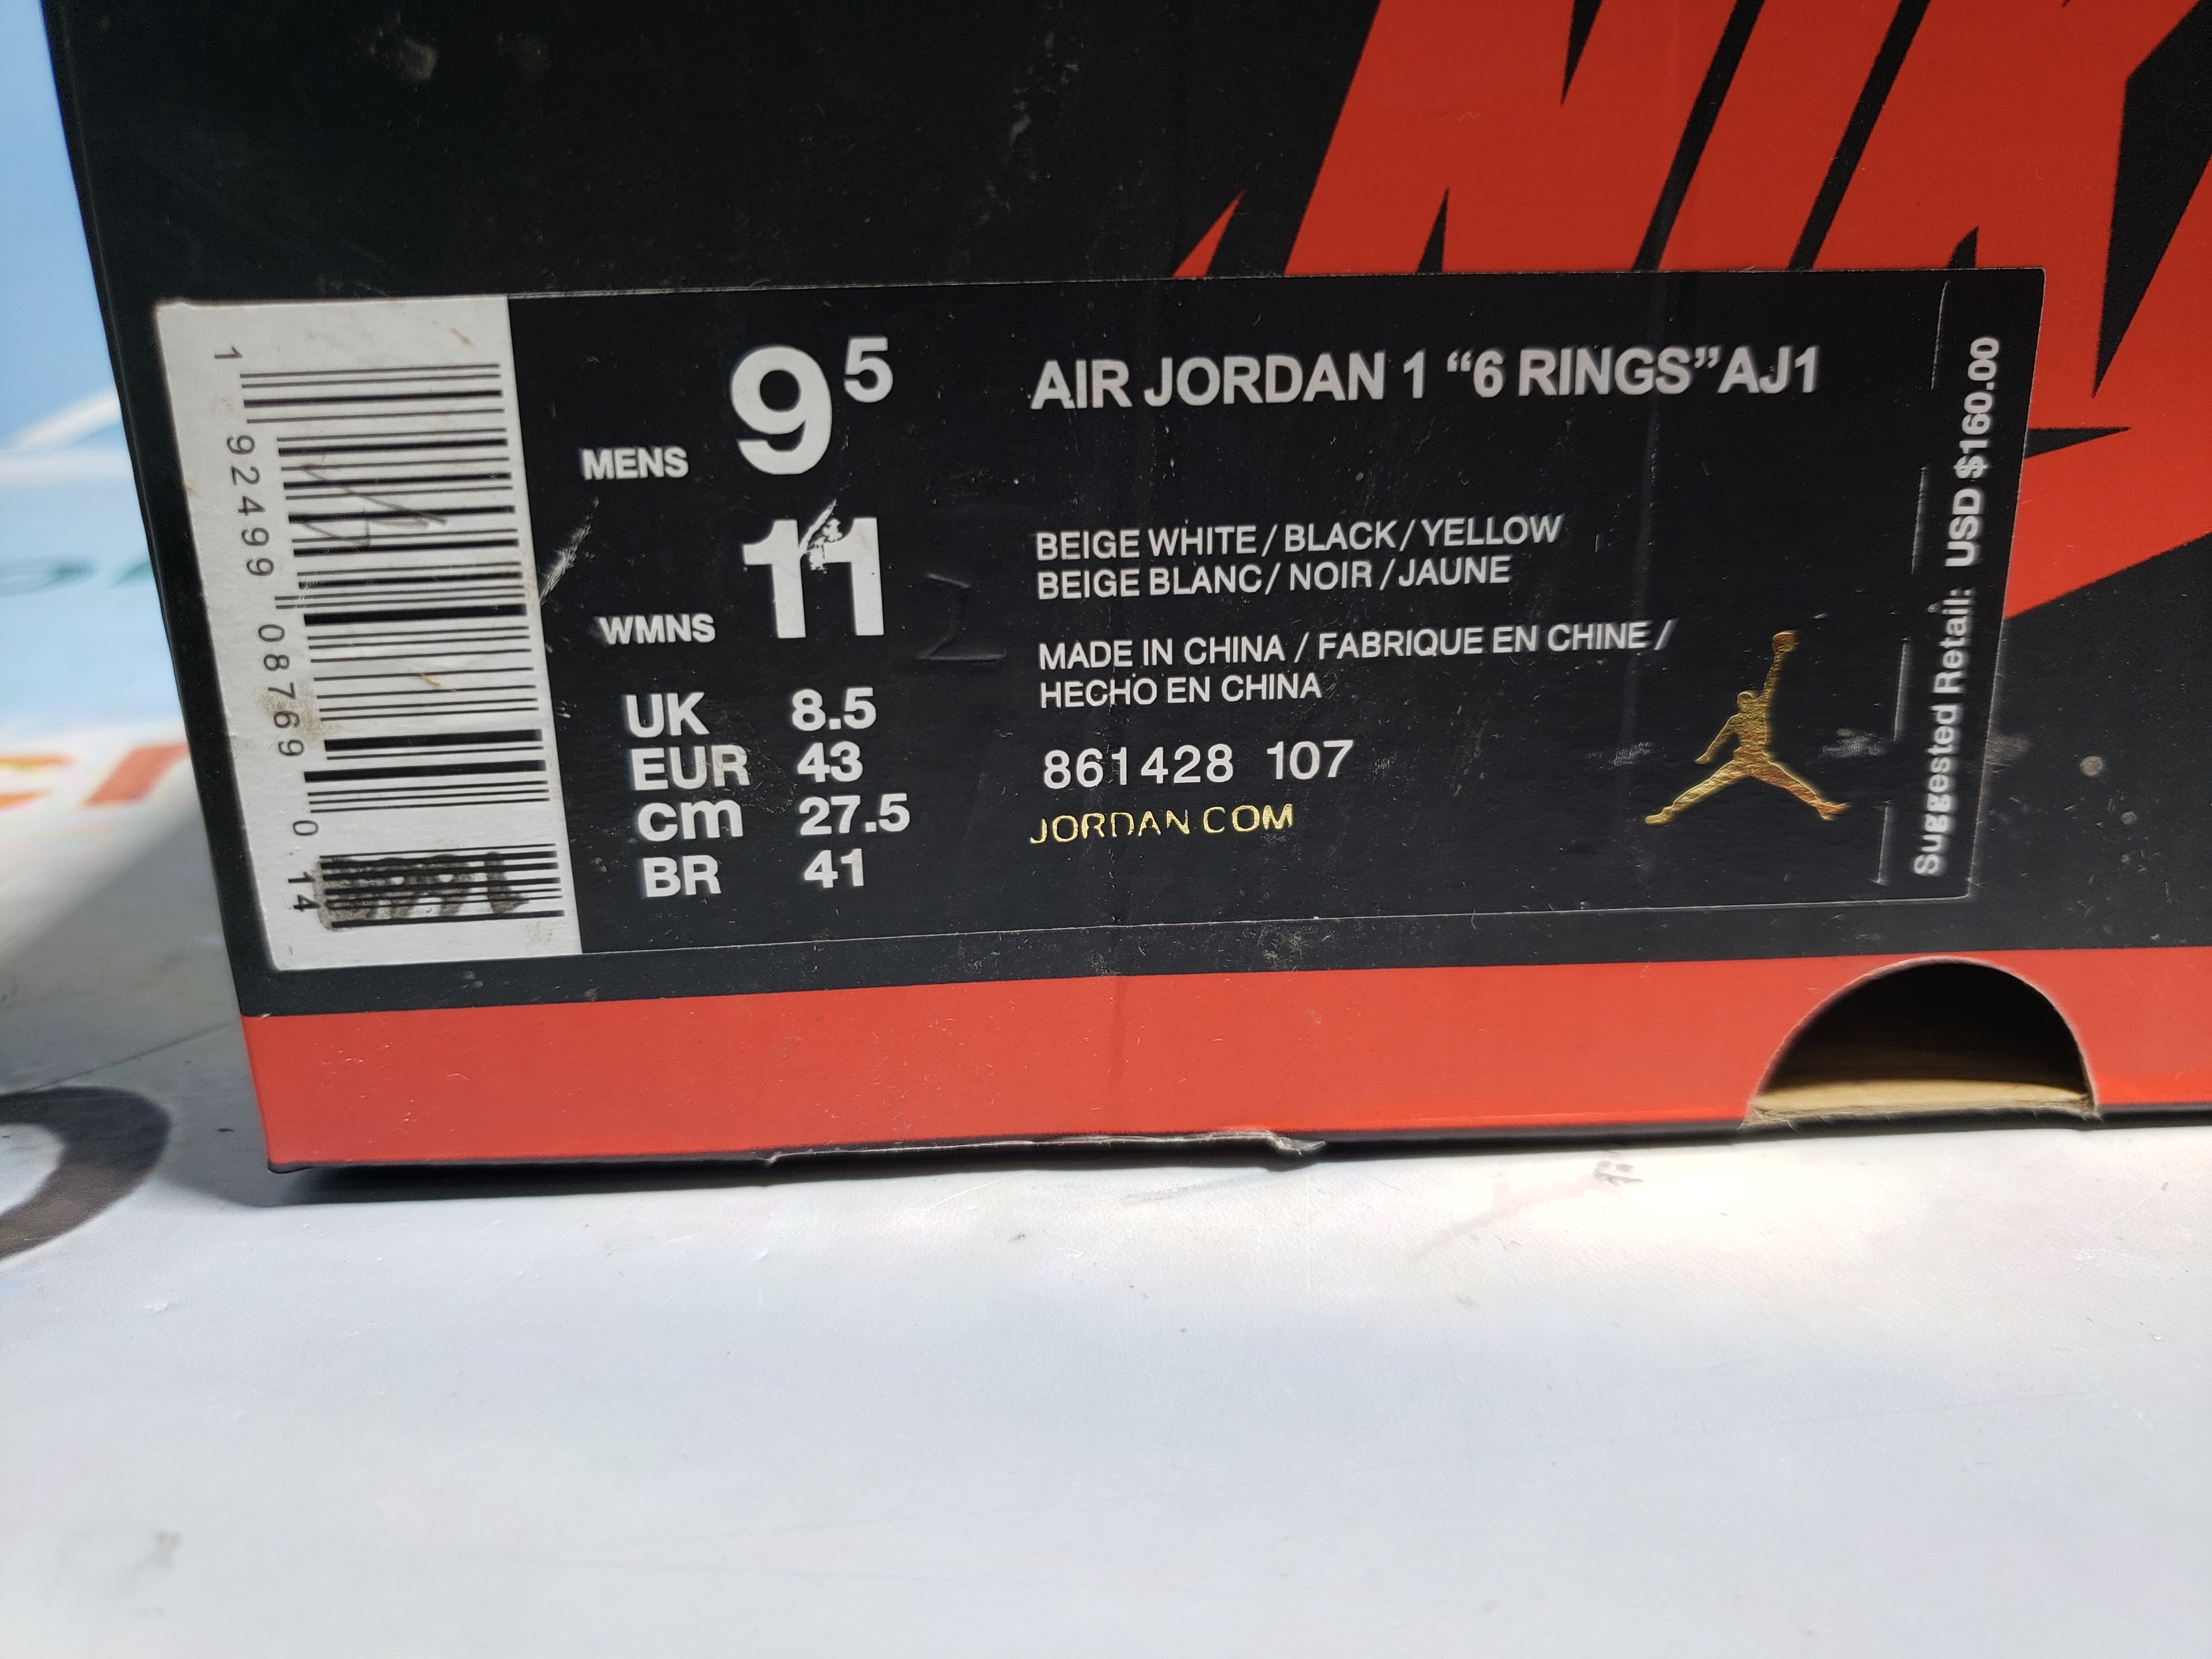 NIK
1 92499 08769 0 14
MENS 9 5
WMNS 11
UK 8.5
EUR 43
cm 27.5
BR 41
AIR JORDAN 1 “6 RINGS”AJ1
BEIGE WHITE / BLACK / YELLOW
BEIGE BLANC / NOIR / JAUNE
MADE IN CHINA / FABRIQUE EN CHINE /
HECHO EN CHINA
861428 107
JORDAN.COM
Suggested Retail: USD $160.00